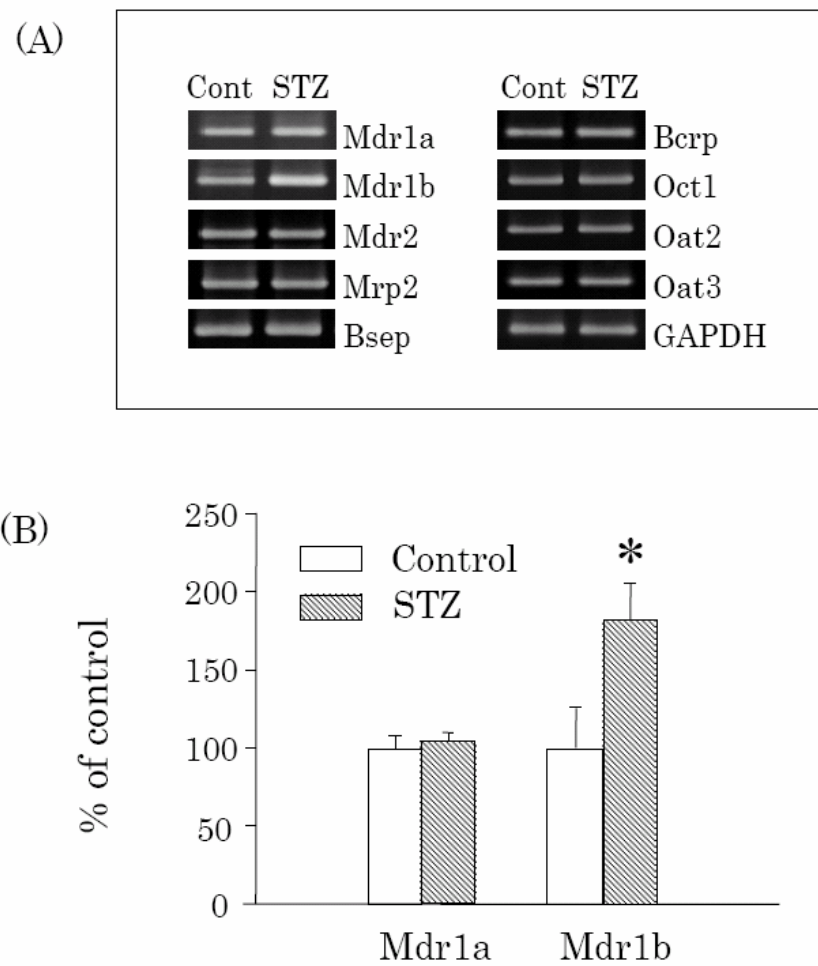 (A)
Cont STZ
Mdr1a
Mdr1b
Mdr2
Mrp2
Bsep
Cont STZ
Bcrp
Oct1
Oat2
Oat3
GAPDH
(B)
% of control
250
200
150
100
50
0
Control
STZ
*
Mdr1a Mdr1b